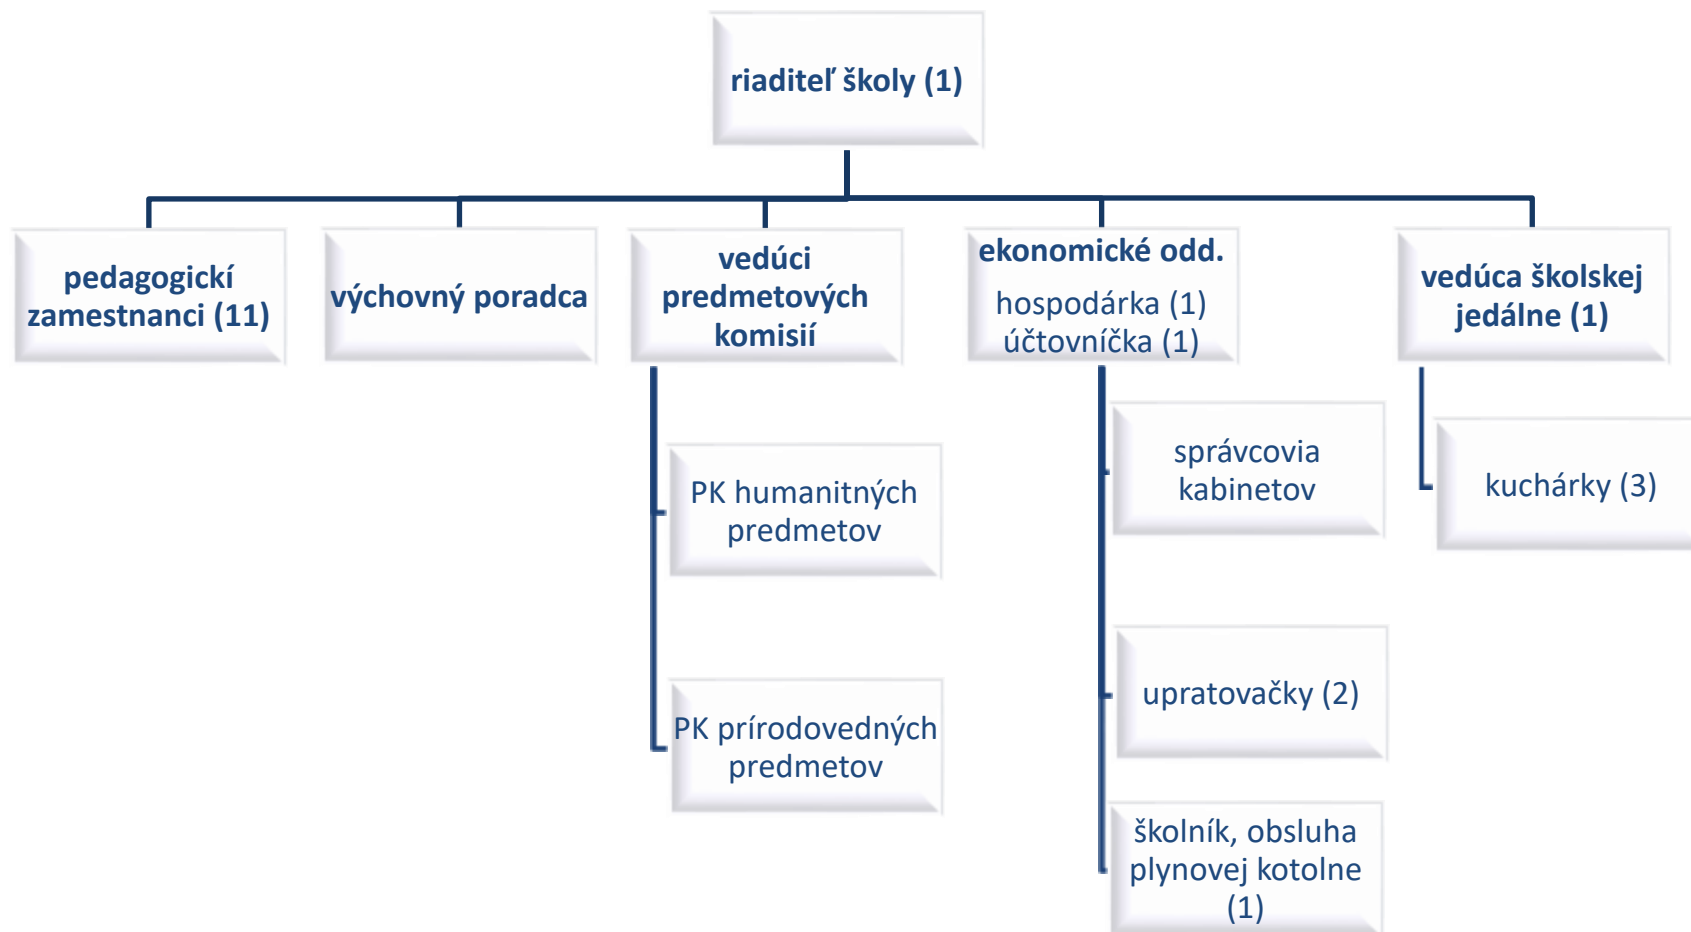 riaditeľ školy (1)
pedagogickí
zamestnanci (11)
výchovný poradca
vedúci
predmetových
komisií
ekonomické odd.
hospodárka (1)
účtovníčka (1)
vedúca školskej
jedálne (1)
PK humanitných
predmetov
PK prírodovedných
predmetov
správcovia
kabinetov
upratovačky (2)
školník, obsluha
plynovej kotolne
(1)
kuchárky (3)